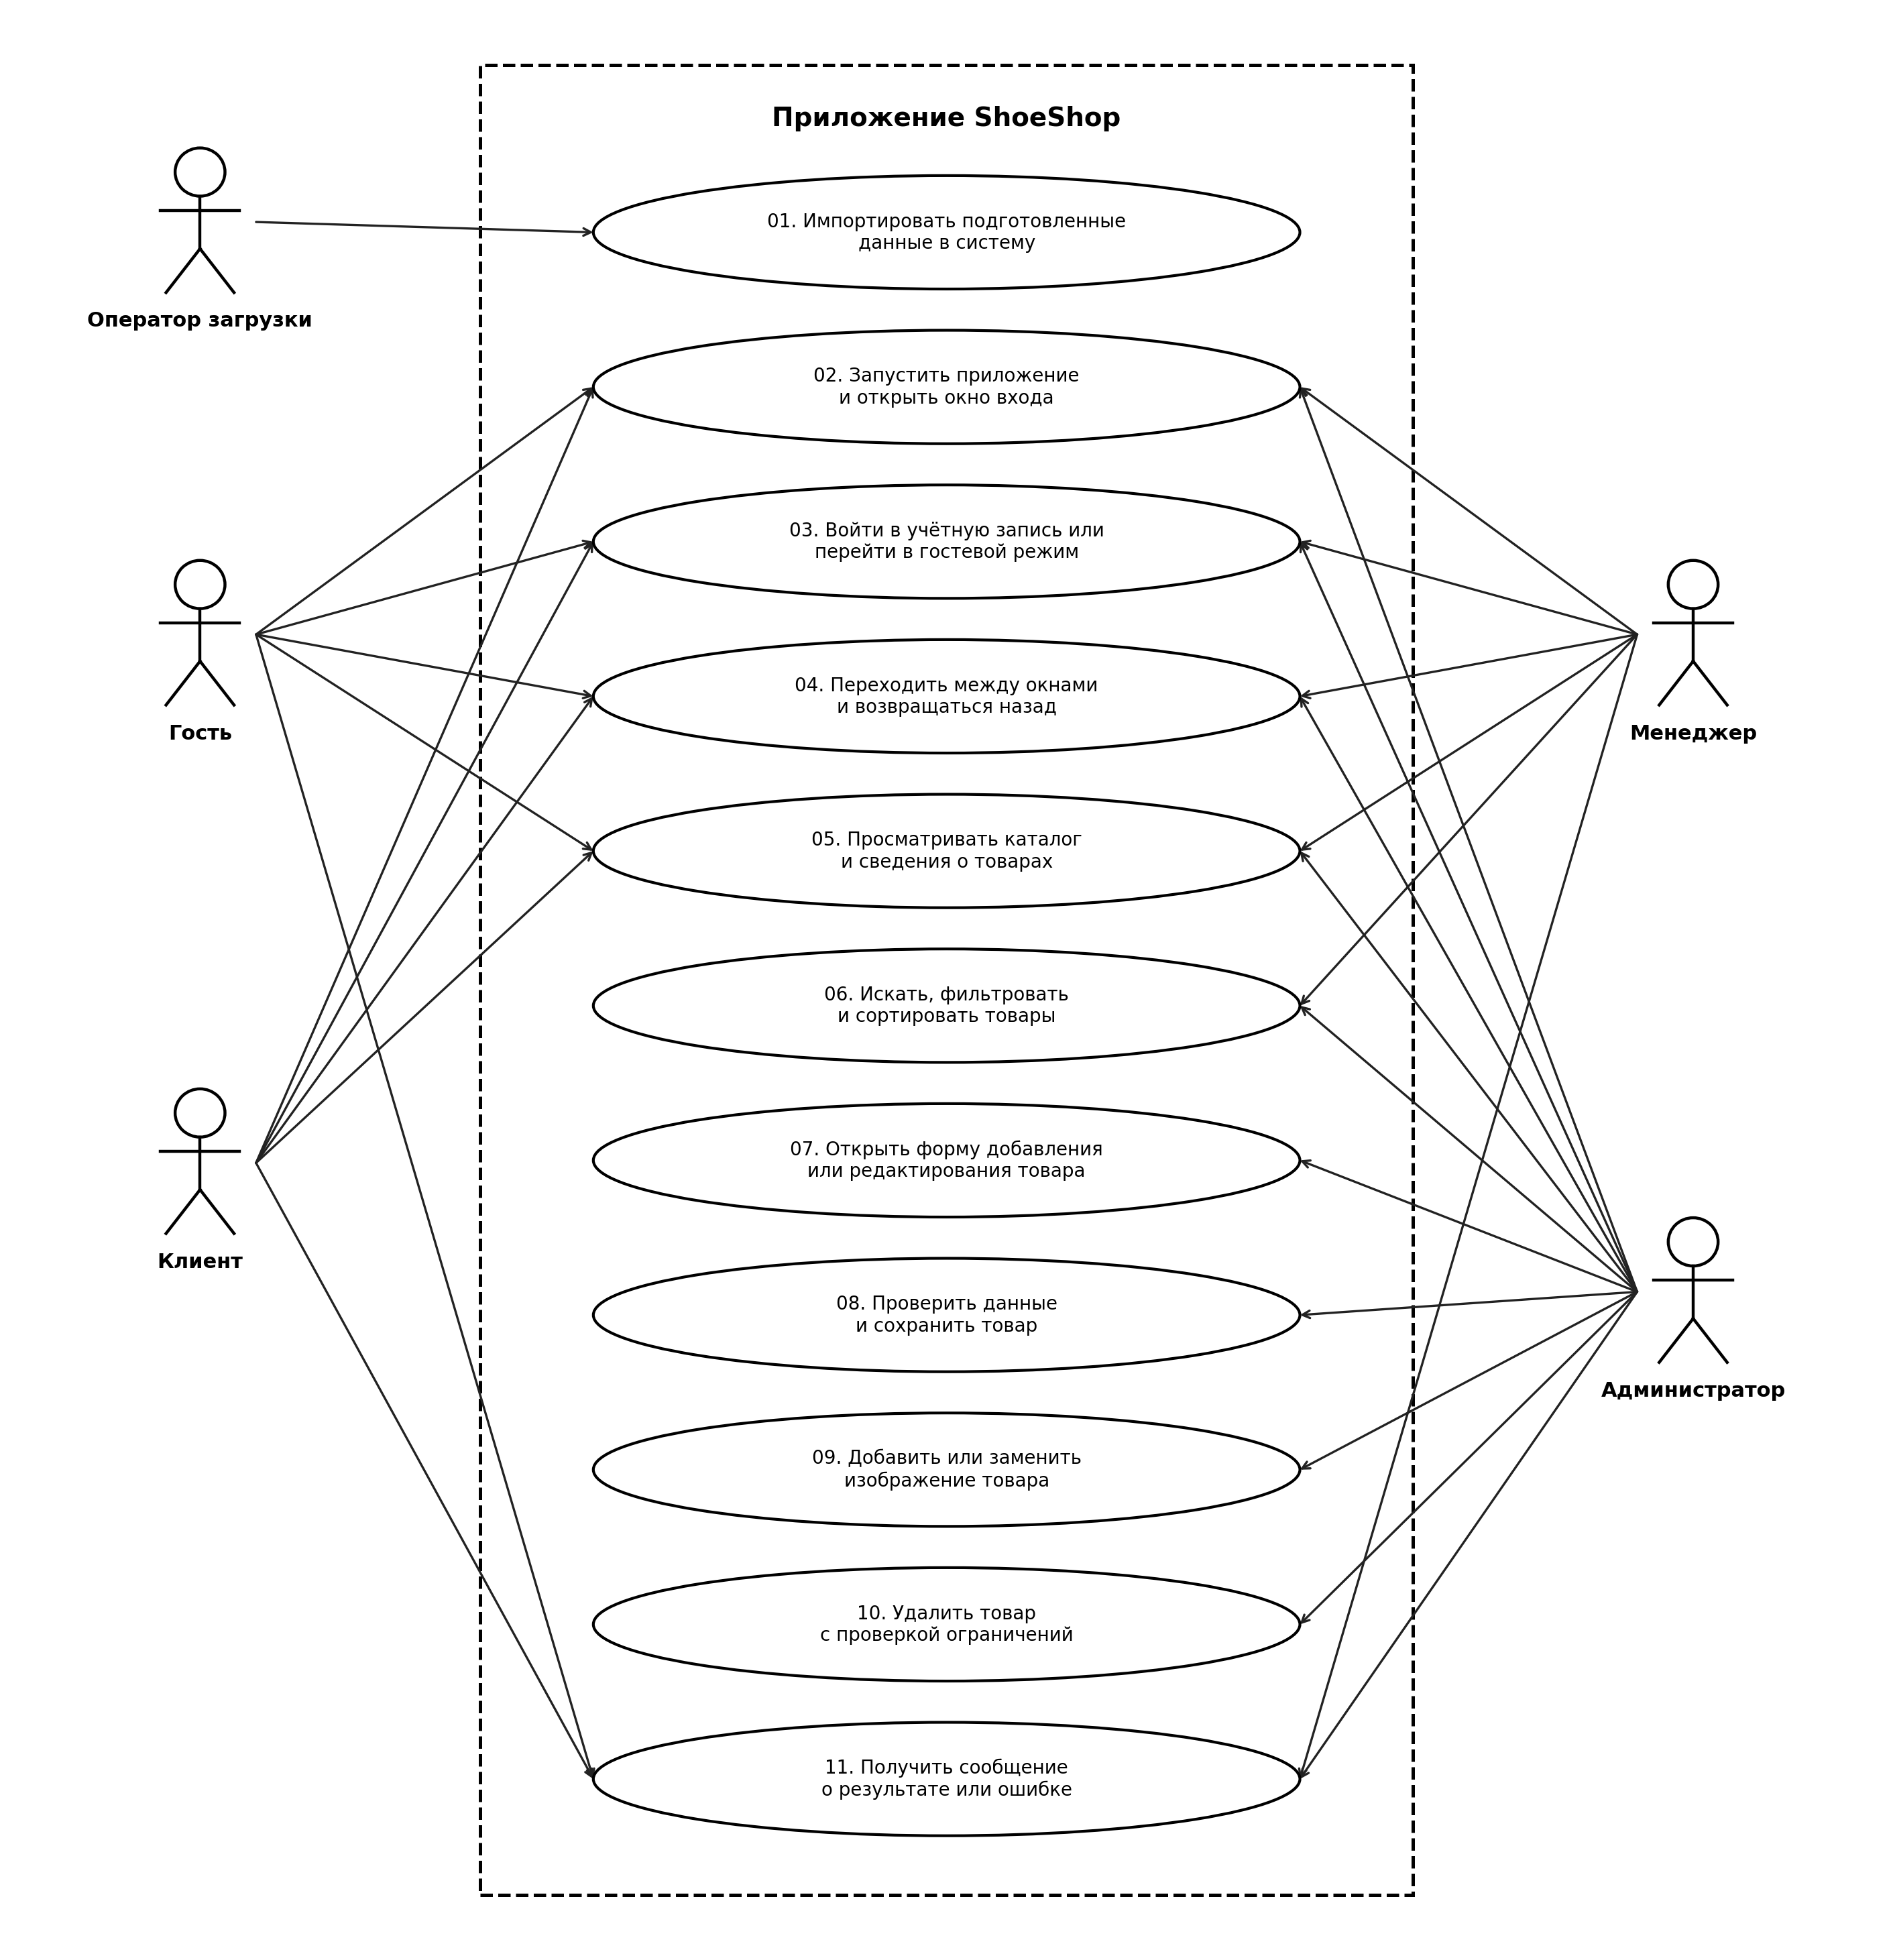 Приложение ShoeShop
01. Импортировать подготовленные
данные в систему
Оператор загрузки
02. Запустить приложение
и открыть окно входа
03. Войти в учётную запись или
перейти в гостевой режим
04. Переходить между окнами
и возвращаться назад
Гость
Менеджер
05. Просматривать каталог
и сведения о товарах
06. Искать, фильтровать
и сортировать товары
07. Открыть форму добавления
или редактирования товара
Клиент
08. Проверить данные
и сохранить товар
Администратор
09. Добавить или заменить
изображение товара
10. Удалить товар
с проверкой ограничений
11. Получить сообщение
о результате или ошибке